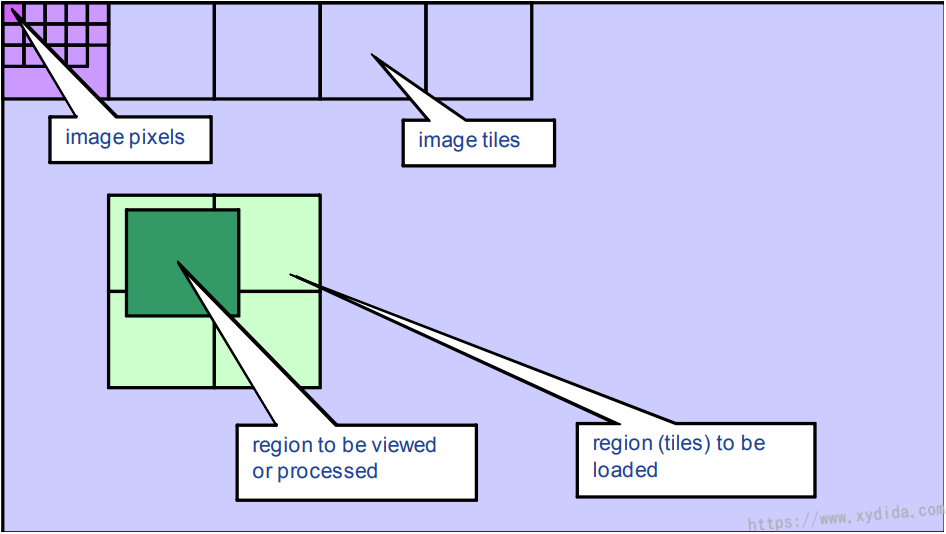 image pixels
image tiles
region to be viewed
or processed
region (tiles) to be
loaded
https://www.xydida.com